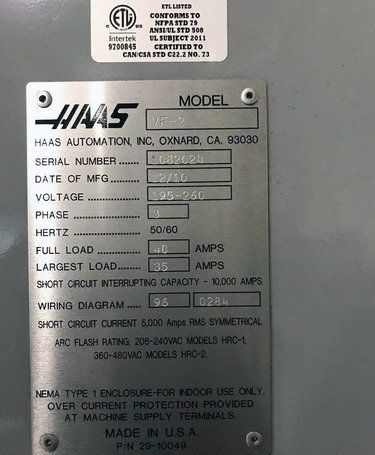 ETL LISTED
CONFORMS TO
NFPA STD 79
ANSI/UL STD 508
UL SUBJECT 2011
CERTIFIED TO
CAN/CSA STD C22.2 NO. 73
ETL
C US
Intertek
9700845
HAAS MODEL
VF-2
HAAS AUTOMATION, INC, OXNARD, CA. 93030
SERIAL NUMBER ...... 1082024
DATE OF MFG ........... 12/10
VOLTAGE .................. 195-260
PHASE ...................... 3
HERTZ 50/60
FULL LOAD ............... 40 AMPS
LARGEST LOAD........ 35 AMPS
SHORT CIRCUIT INTERRUPTING CAPACITY - 10,000 AMPS
WIRING DIAGRAM ..... 96 0284
SHORT CIRCUIT CURRENT 5,000 Amps RMS SYMMETRICAL
ARC FLASH RATING: 208-240VAC MODELS HRC-1,
360-480VAC MODELS HRC-2.
NEMA TYPE 1 ENCLOSURE-FOR INDOOR USE ONLY.
OVER CURRENT PROTECTION PROVIDED
AT MACHINE SUPPLY TERMINALS.
MADE IN U.S.A.
P/N 29-10049